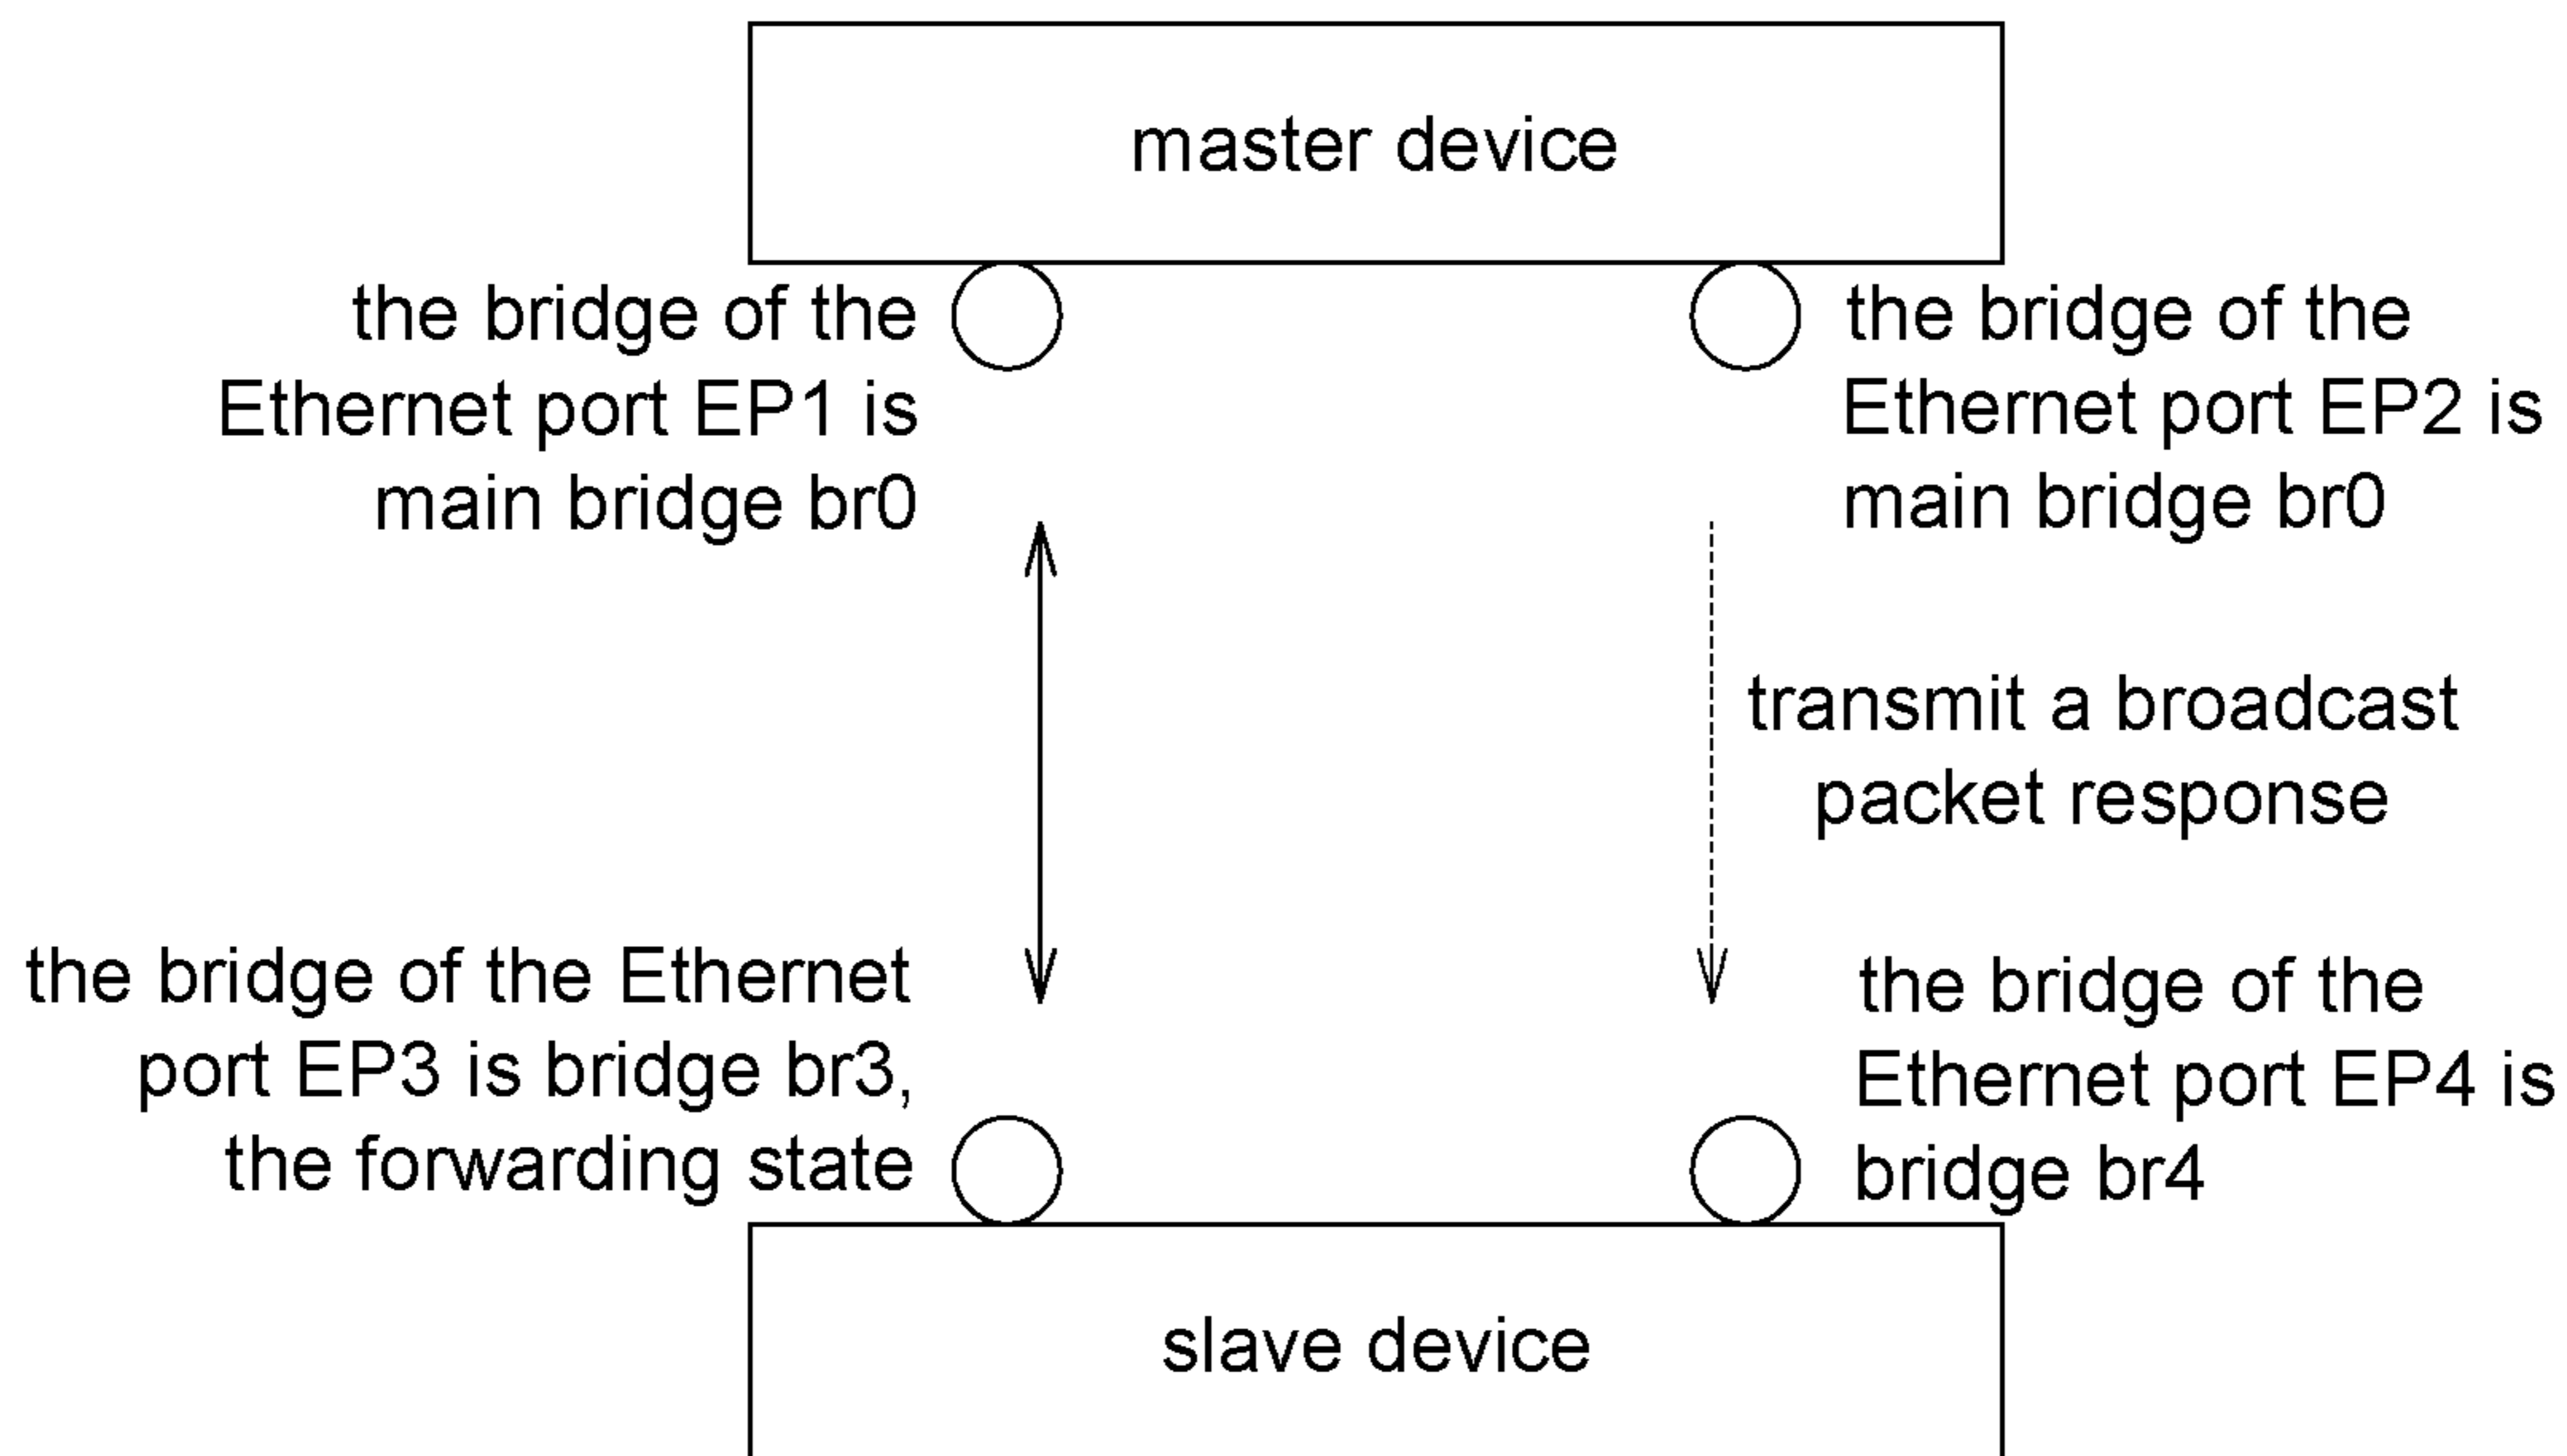 master device
the bridge of the
Ethernet port EP1 is
main bridge br0
the bridge of the
Ethernet port EP2 is
main bridge br0
transmit a broadcast
packet response
the bridge of the Ethernet
port EP3 is bridge br3,
the forwarding state
the bridge of the
Ethernet port EP4 is
bridge br4
slave device